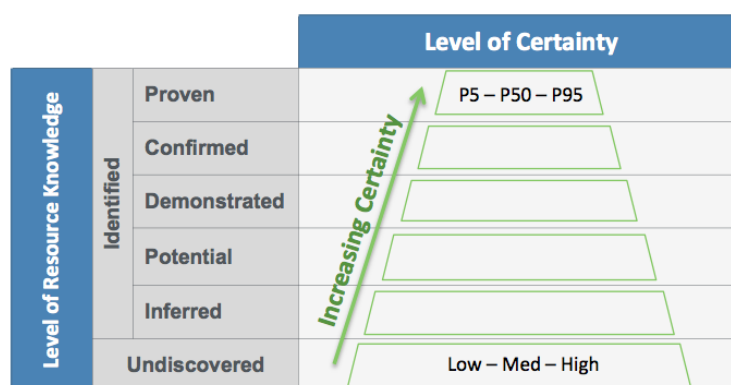 Level of Certainty
Level of Resource Knowledge
Identified
Proven
P5 – P50 – P95
Confirmed
Demonstrated
Potential
Inferred
Undiscovered
Low – Med – High
Increasing Certainty